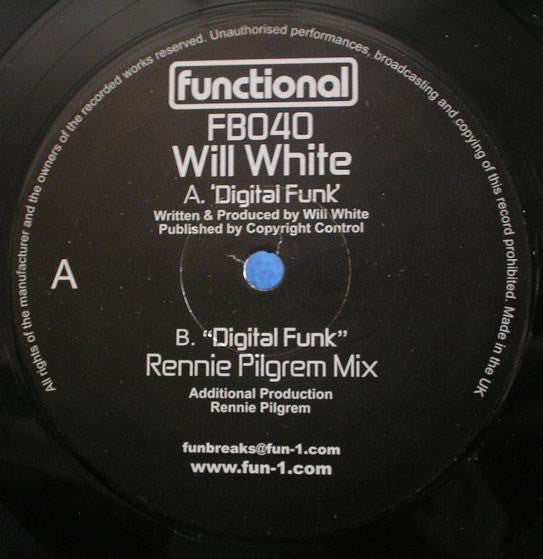 All rights of the manufacturer and the owners of the recorded works reserved. Unauthorised performances, broadcasting and copying of this record prohibited. Made in the UK
functional
FB040
Will White
A. 'Digital Funk'
Written & Produced by Will White
Published by Copyright Control
A
B. “Digital Funk”
Rennie Pilgrem Mix
Additional Production
Rennie Pilgrem
funbreaks@fun-1.com
www.fun-1.com